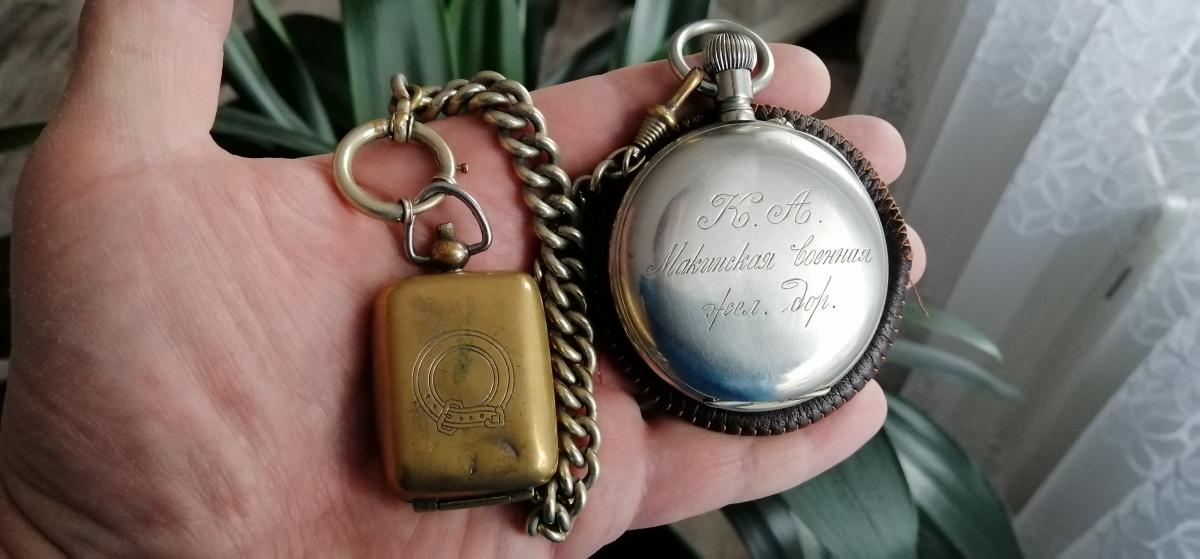 К. А.
Макинская военная
жел. дор.